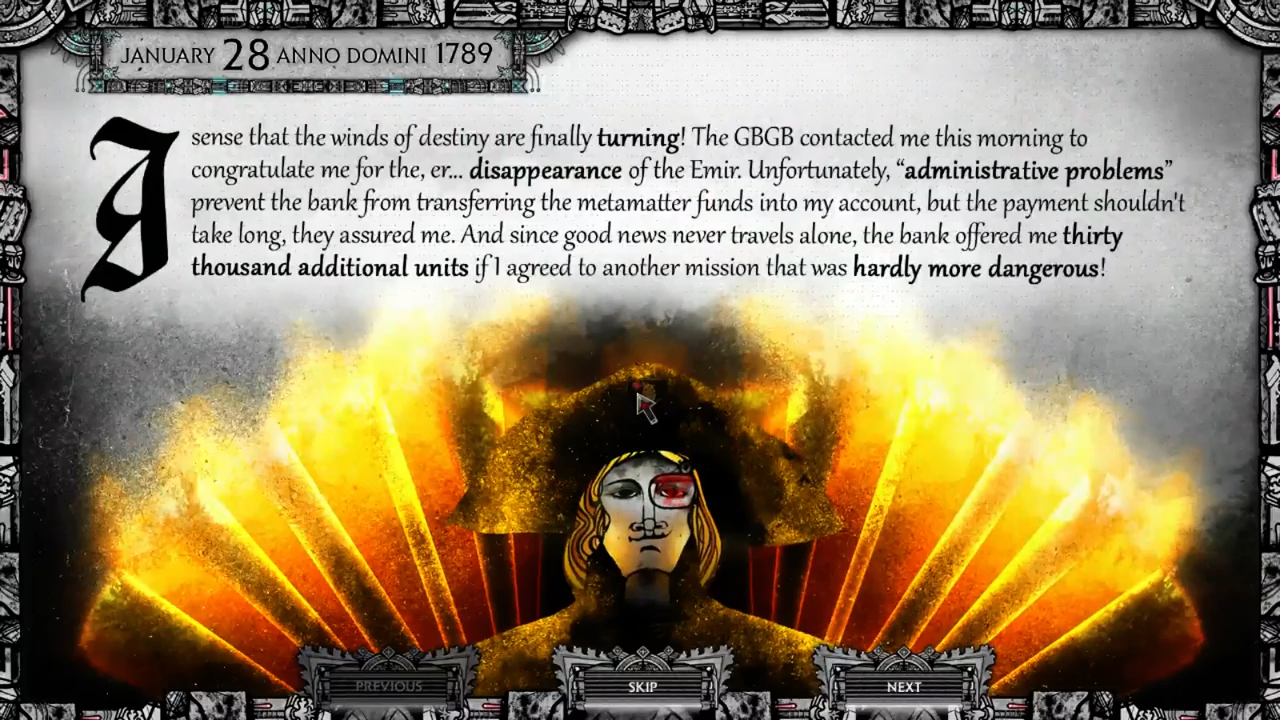 JANUARY 28 ANNO DOMINI 1789
I sense that the winds of destiny are finally turning! The GBGB contacted me this morning to
congratulate me for the, er... disappearance of the Emir. Unfortunately, “administrative problems”
prevent the bank from transferring the metamatter funds into my account, but the payment shouldn't
take long, they assured me. And since good news never travels alone, the bank offered me thirty
thousand additional units if I agreed to another mission that was hardly more dangerous!
PREVIOUS
SKIP
NEXT